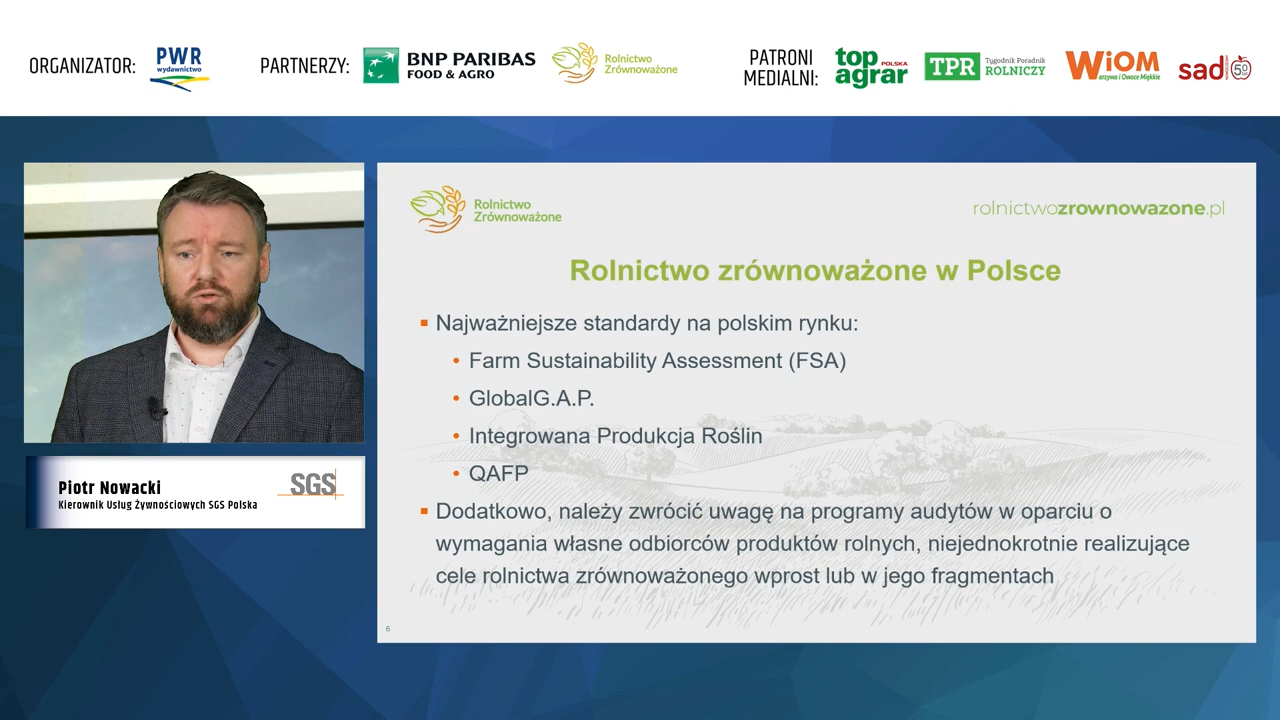 ORGANIZATOR:
PWR
wydawnictwo
PARTNERZY:
BNP PARIBAS
FOOD & AGRO
Rolnictwo
Zrównoważone
PATRONI
MEDIALNI:
top
agrar
POLSKA
TPR
Tygodnik Poradnik
ROLNICZY
WiOM
arzywa i Owoce Miękkie
sad
Piotr Nowacki
Kierownik Usług Żywnościowych SGS Polska
SGS
Rolnictwo
Zrównoważone
rolnictwozrownowazone.pl
Rolnictwo zrównoważone w Polsce
Najważniejsze standardy na polskim rynku:
• Farm Sustainability Assessment (FSA)
• GlobalG.A.P.
• Integrowana Produkcja Roślin
• QAFP
Dodatkowo, należy zwrócić uwagę na programy audytów w oparciu o
wymagania własne odbiorców produktów rolnych, niejednokrotnie realizujące
cele rolnictwa zrównoważonego wprost lub w jego fragmentach
6